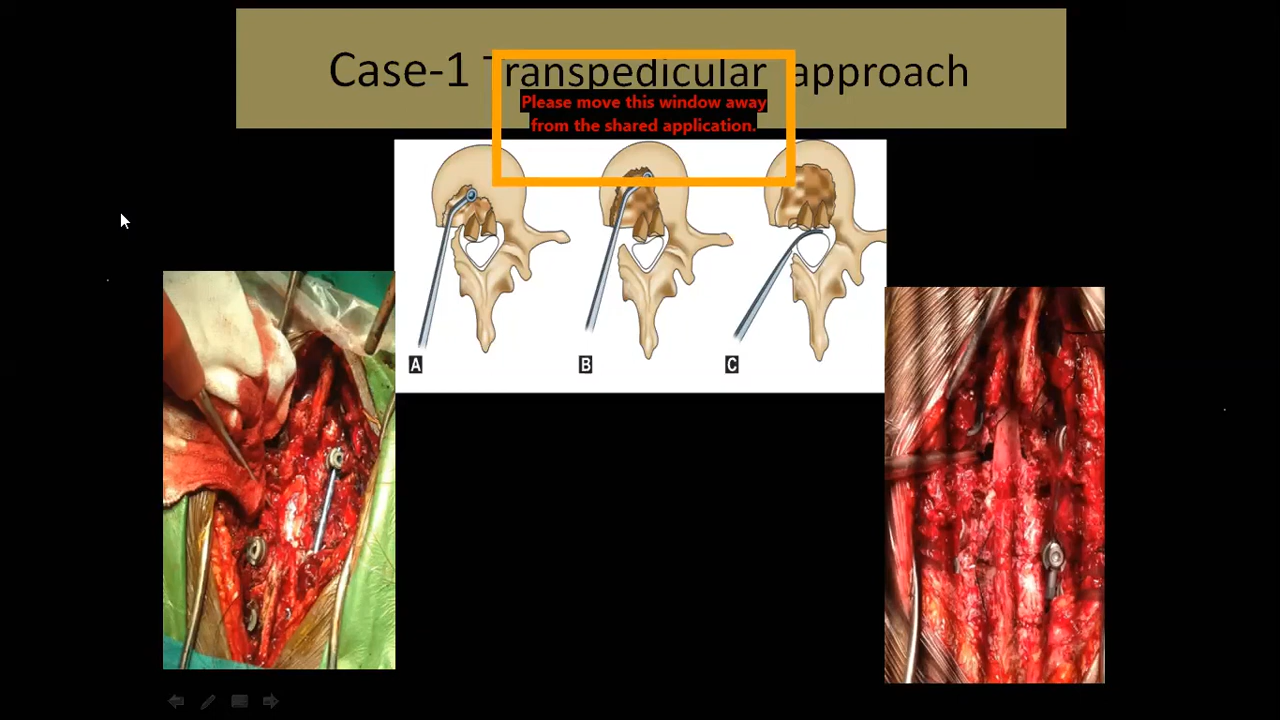 Case-1 Transpedicular approach
Please move this window away
from the shared application.
A B C